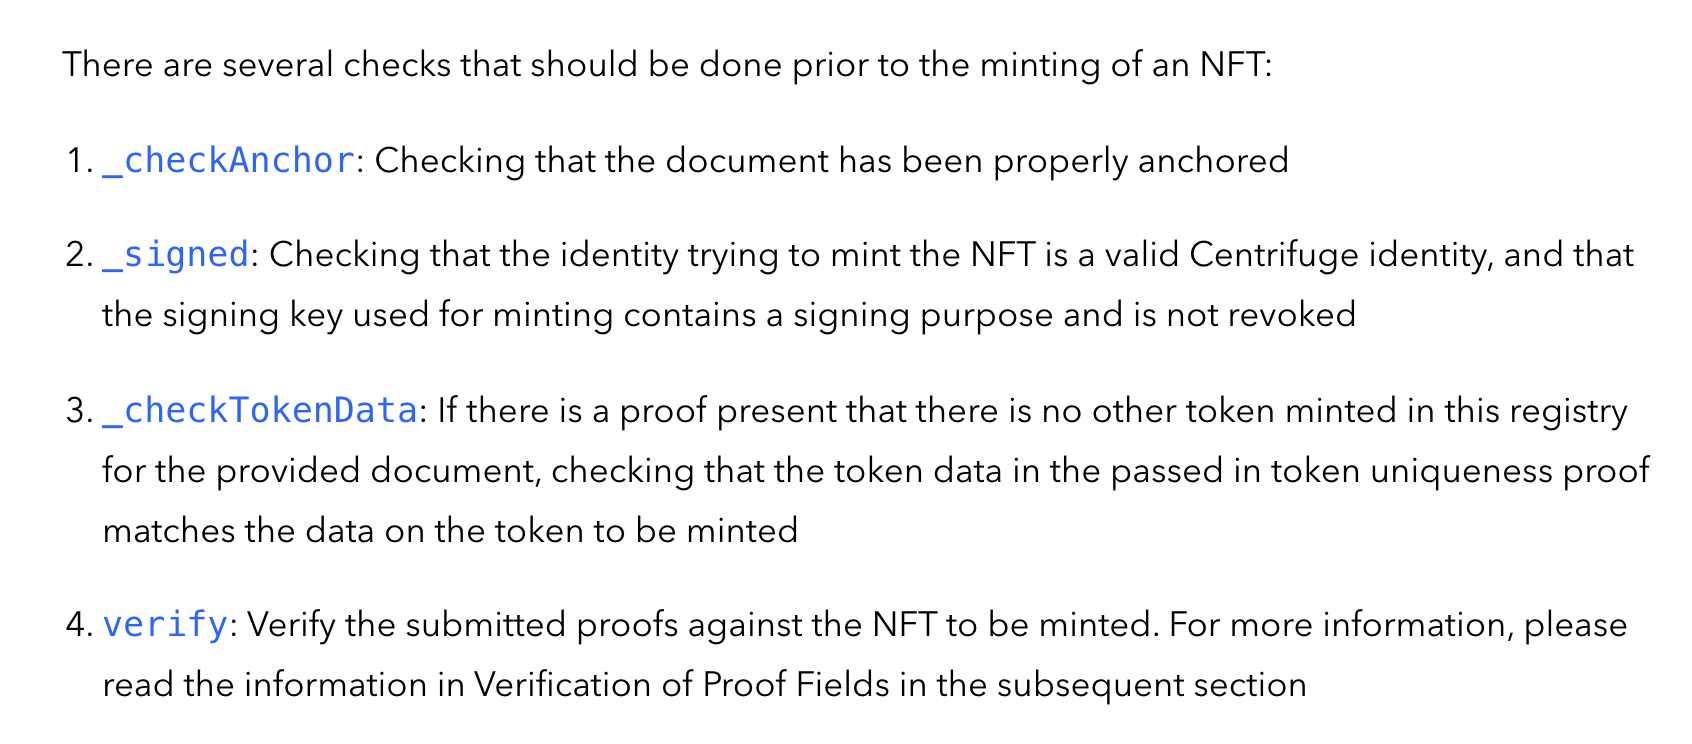 There are several checks that should be done prior to the minting of an NFT:
1. _checkAnchor: Checking that the document has been properly anchored
2. _signed: Checking that the identity trying to mint the NFT is a valid Centrifuge identity, and that
the signing key used for minting contains a signing purpose and is not revoked
3. _checkTokenData: If there is a proof present that there is no other token minted in this registry
for the provided document, checking that the token data in the passed in token uniqueness proof
matches the data on the token to be minted
4. verify: Verify the submitted proofs against the NFT to be minted. For more information, please
read the information in Verification of Proof Fields in the subsequent section